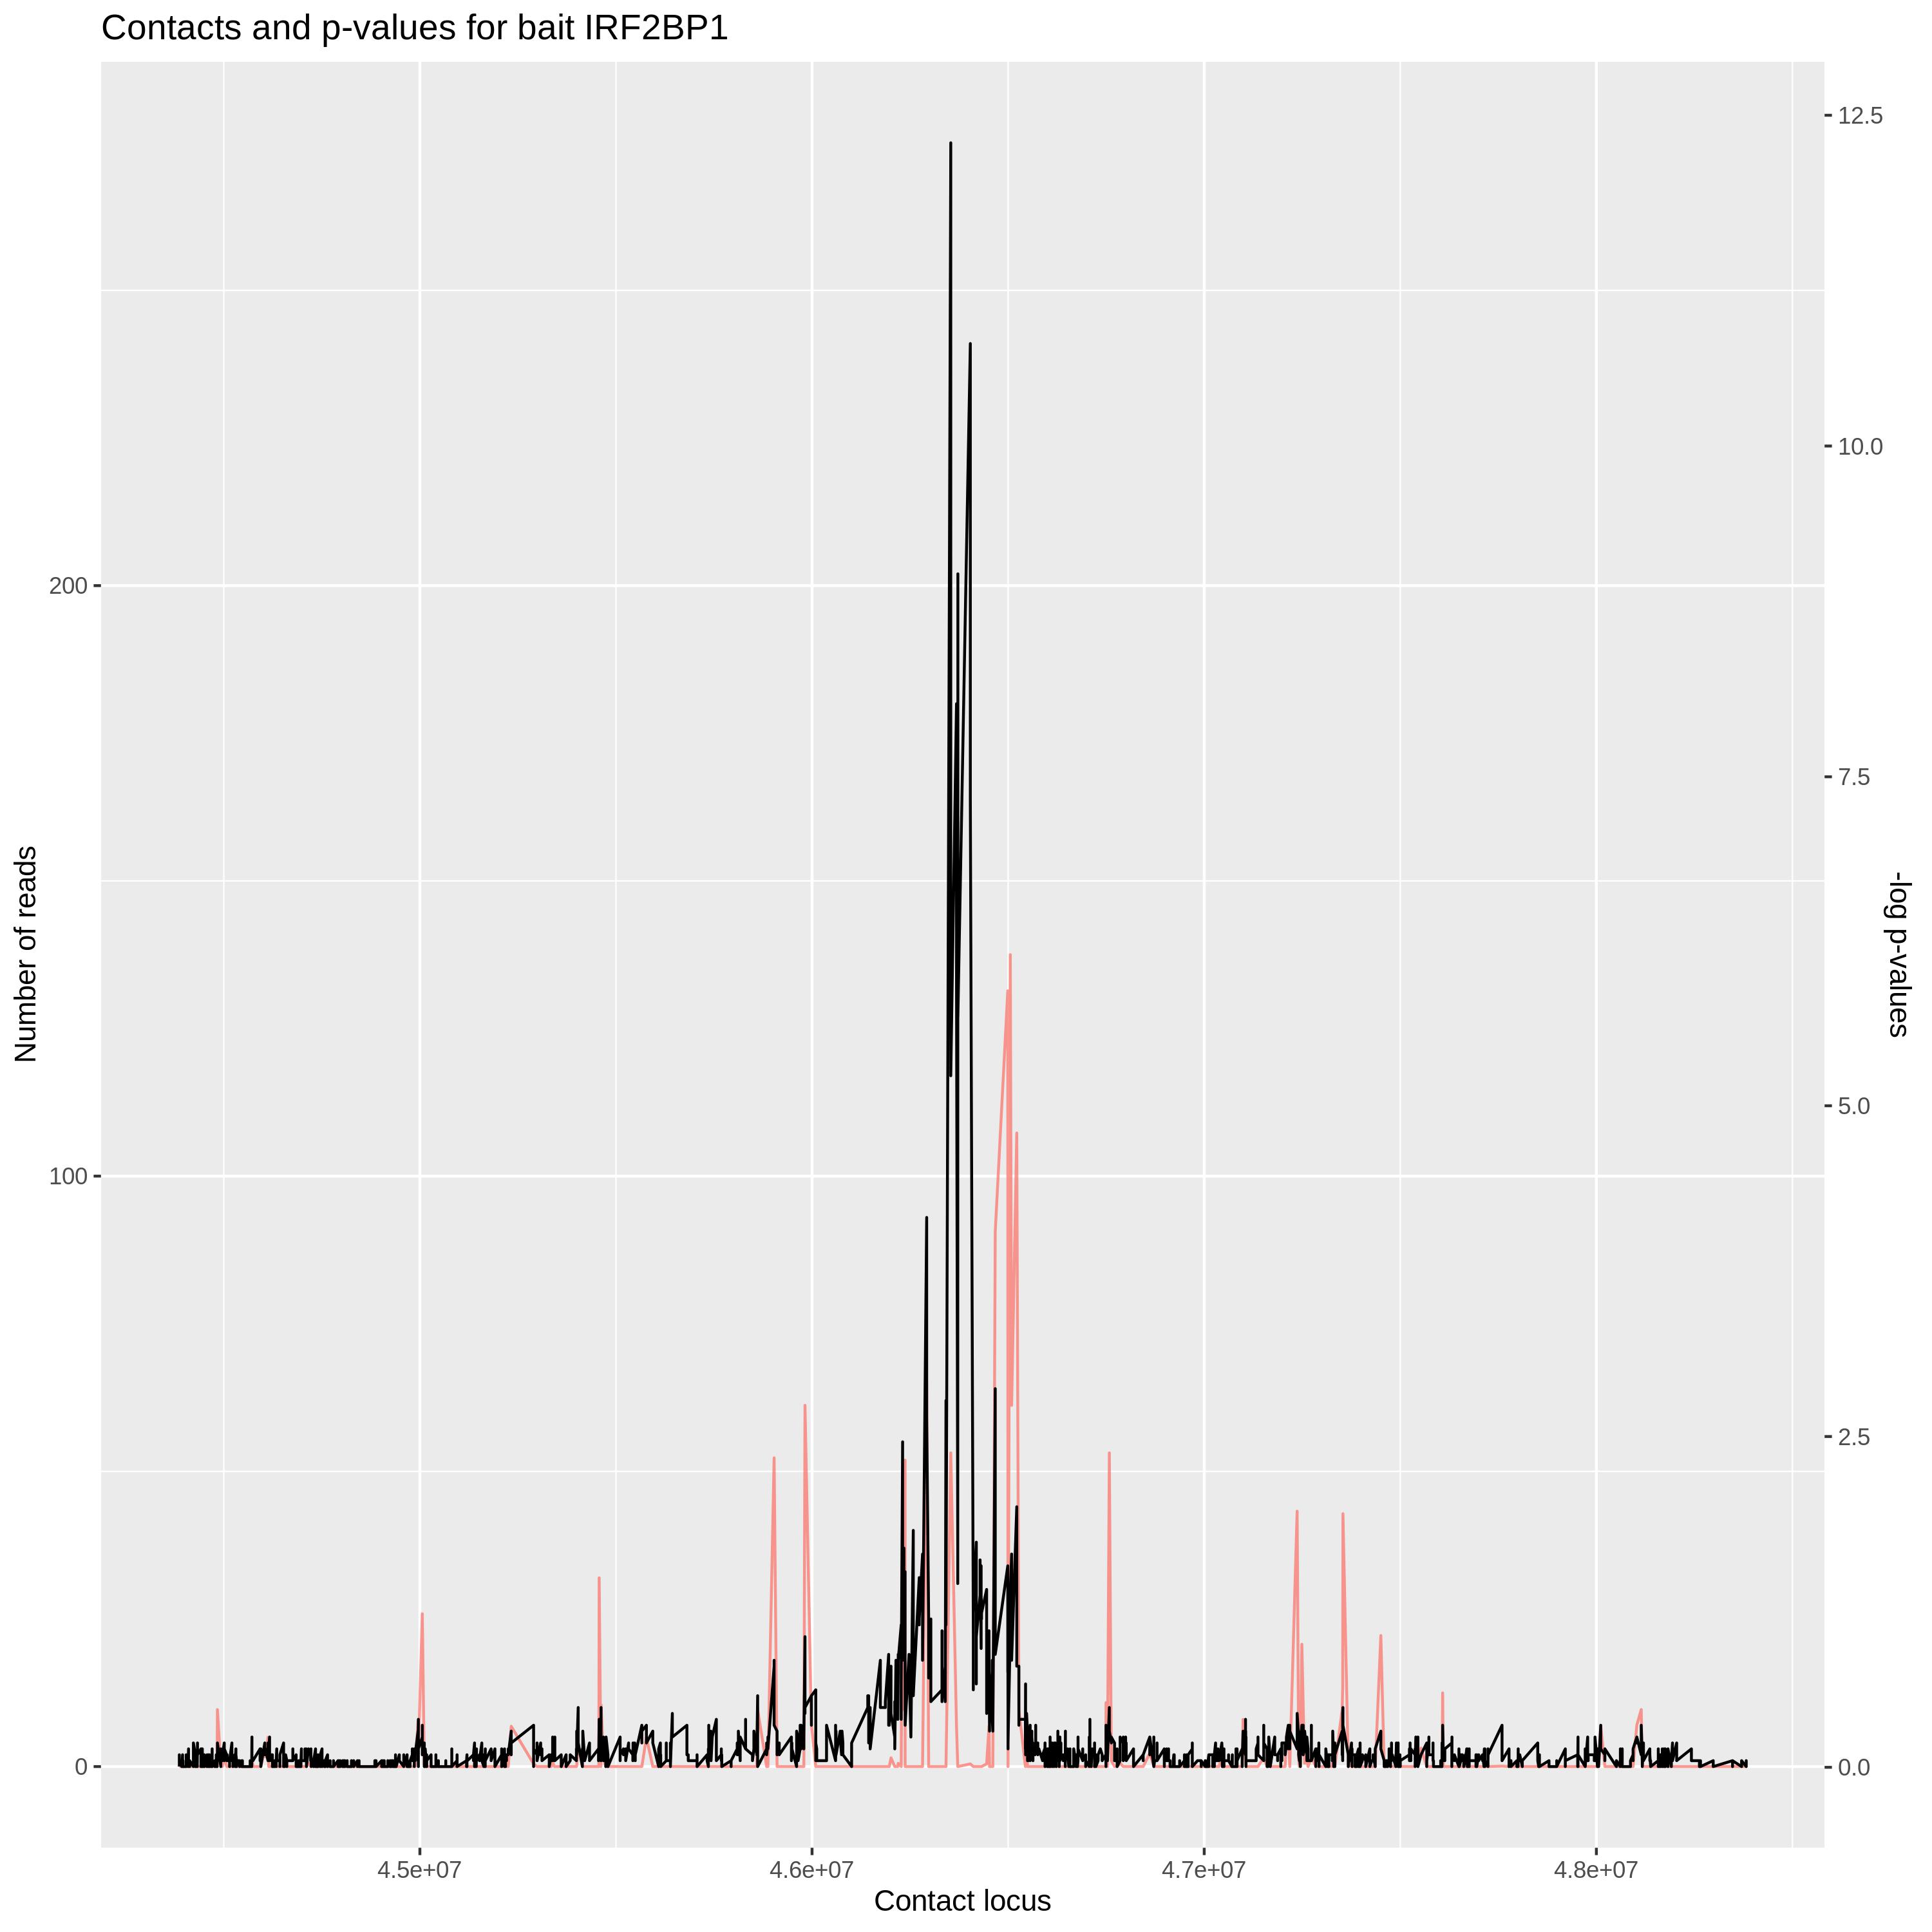 Contacts and p-values for bait IRF2BP1
12.5
10.0
200
7.5
Number of reads
-log p-values
5.0
100
2.5
0
0.0
4.5e+07
4.6e+07
4.7e+07
4.8e+07
Contact locus